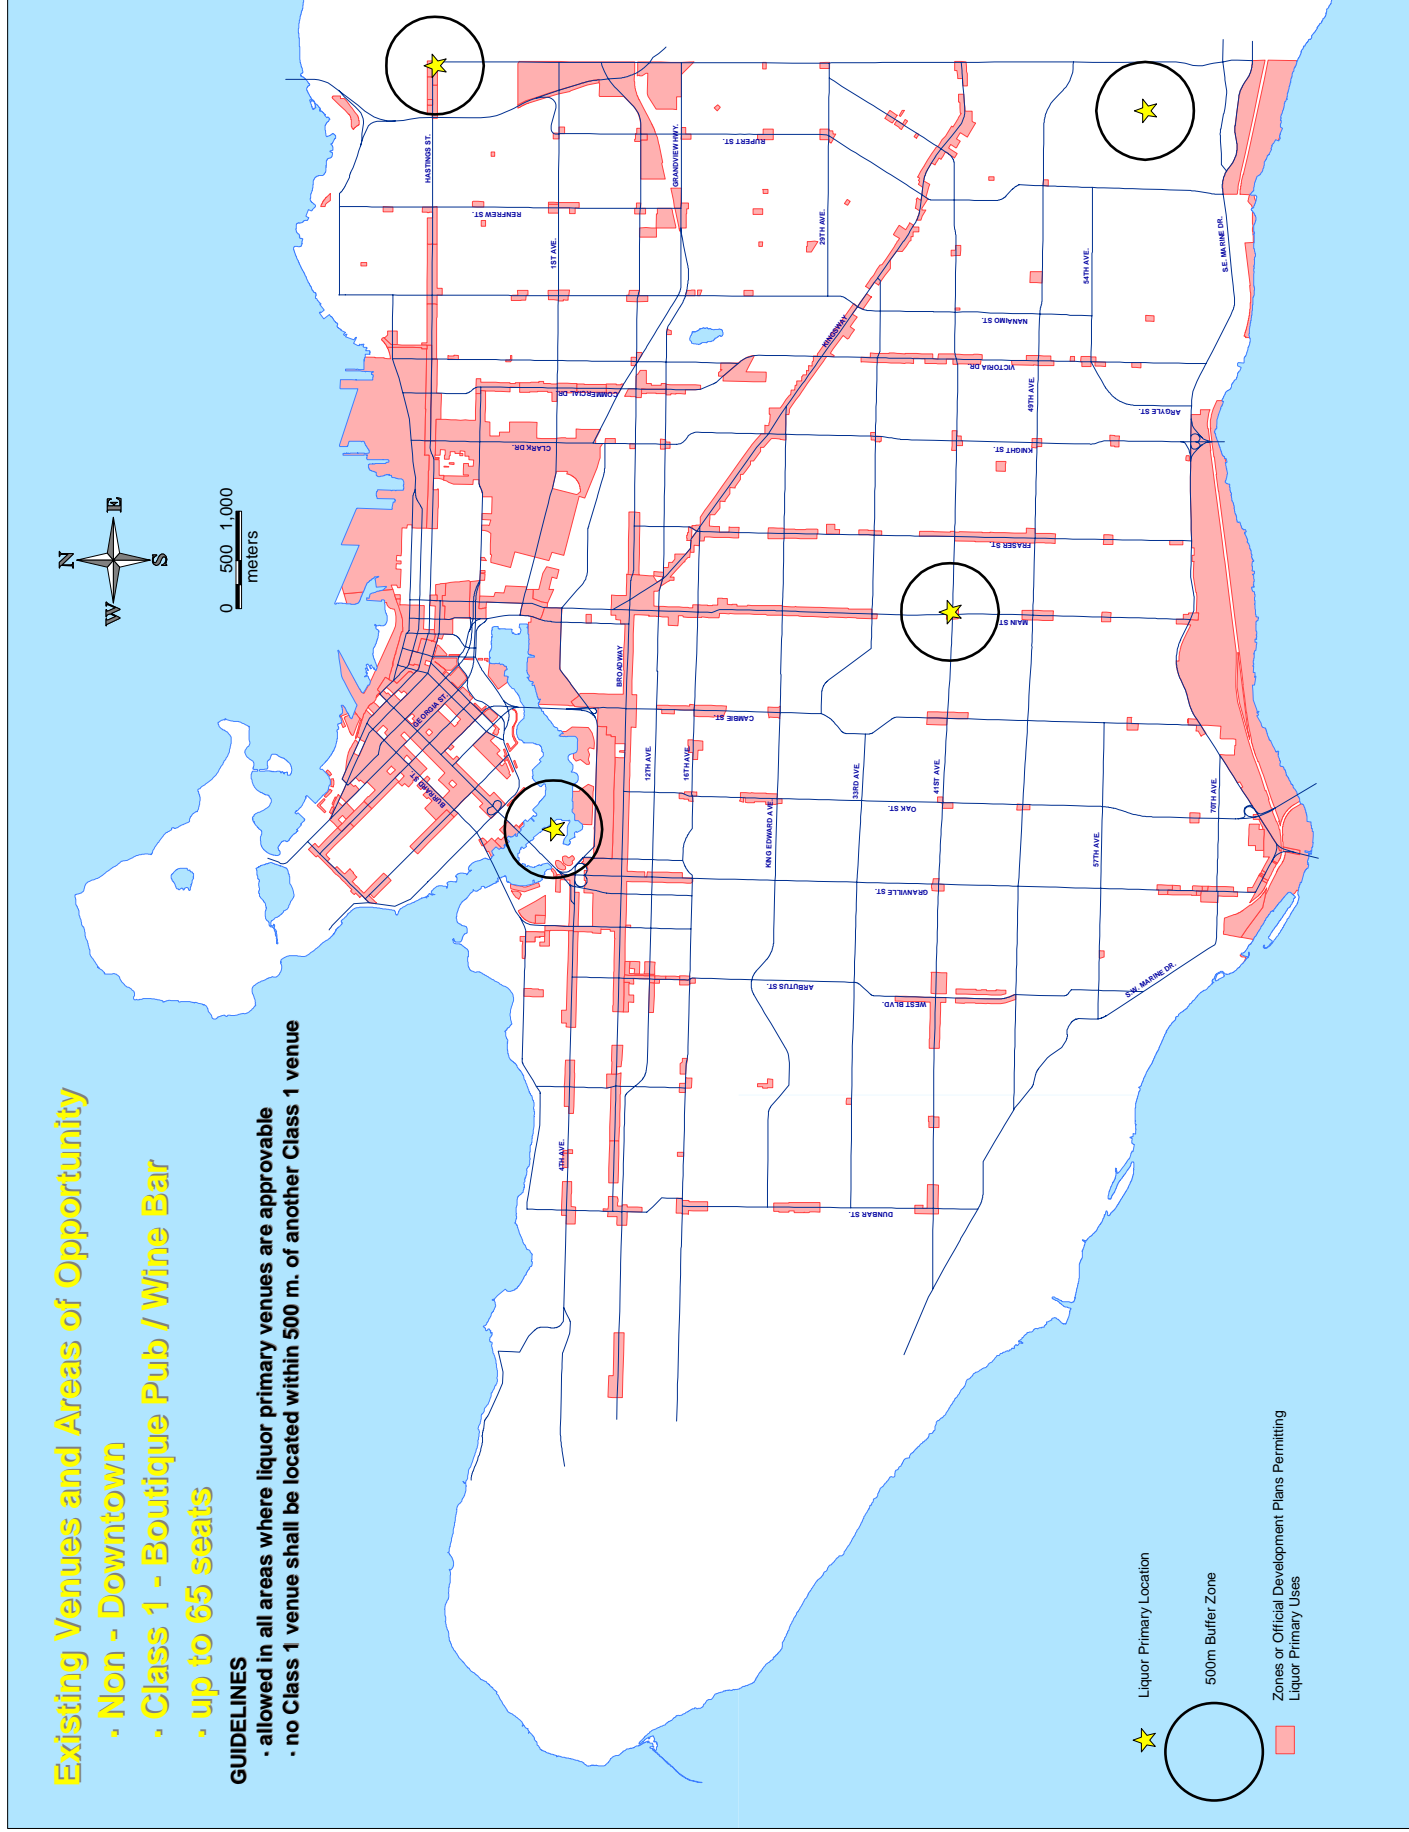 Existing Venues and Areas of Opportunity
· Non - Downtown
· Class 1 - Boutique Pub / Wine Bar
· up to 65 seats
GUIDELINES
· allowed in all areas where liquor primary venues are approvable
· no Class 1 venue shall be located within 500 m. of another Class 1 venue
N
W
E
S
0 500 1,000
meters
HASTINGS ST.
GRANDVIEW HWY.
RUPERT ST.
RENFREW ST.
1ST AVE.
29TH AVE.
54TH AVE.
S.E. MARINE DR.
NANAIMO ST.
KINGSWAY
VICTORIA DR.
COMMERCIAL DR.
49TH AVE.
ARGYLE ST.
CLARK DR.
KNIGHT ST.
FRASER ST.
MAIN ST.
BROADWAY
GEORGIA ST.
BURRARD ST.
CAMBIE ST.
12TH AVE.
16TH AVE.
33RD AVE.
41ST AVE.
OAK ST.
70TH AVE.
KING EDWARD AVE.
57TH AVE.
GRANVILLE ST.
ARBUTUS ST.
WEST BLVD.
S.W. MARINE DR.
4TH AVE.
DUNBAR ST.
Liquor Primary Location
500m Buffer Zone
Zones or Official Development Plans Permitting
Liquor Primary Uses